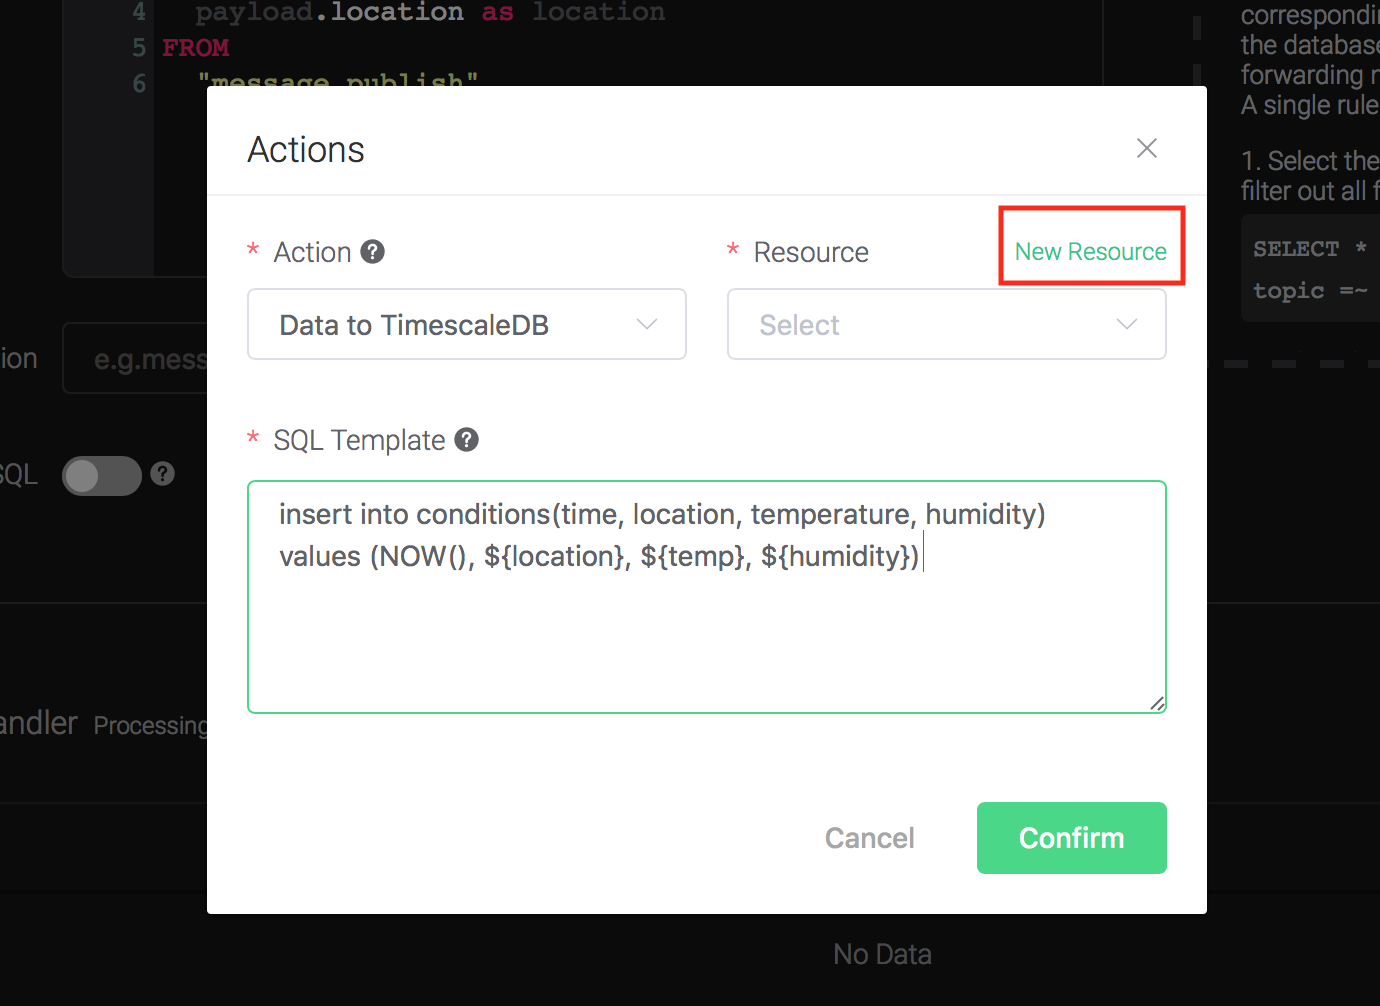 4 payload.location as location
5 FROM
6 "message.publish"
correspondin
the database
forwarding r
A single rule
1. Select the
filter out all f
SELECT *
topic =~
Actions
* Action ?
* Resource
New Resource
Data to TimescaleDB
Select
ion
e.g.mess
* SQL Template ?
SQL
?
insert into conditions(time, location, temperature, humidity)
values (NOW(), ${location}, ${temp}, ${humidity})
andler Processing
Cancel
Confirm
No Data